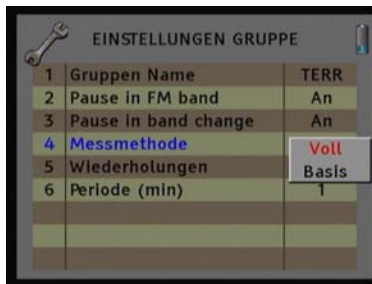 EINSTELLUNGEN GRUPPE
1 Gruppen Name TERR
2 Pause in FM band An
3 Pause in band change An
4 Messmethode Voll
5 Wiederholungen Basis
6 Periode (min) 1